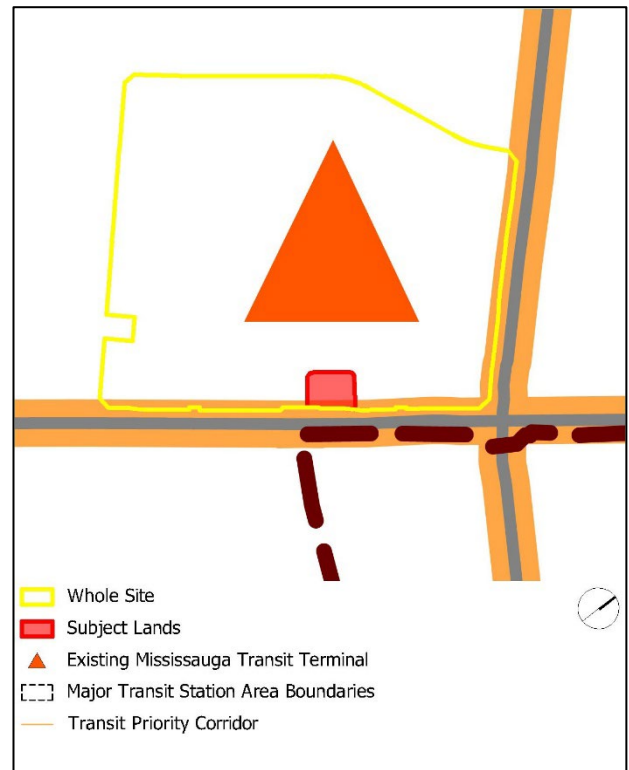 Whole Site
Subject Lands
Existing Mississauga Transit Terminal
Major Transit Station Area Boundaries
Transit Priority Corridor